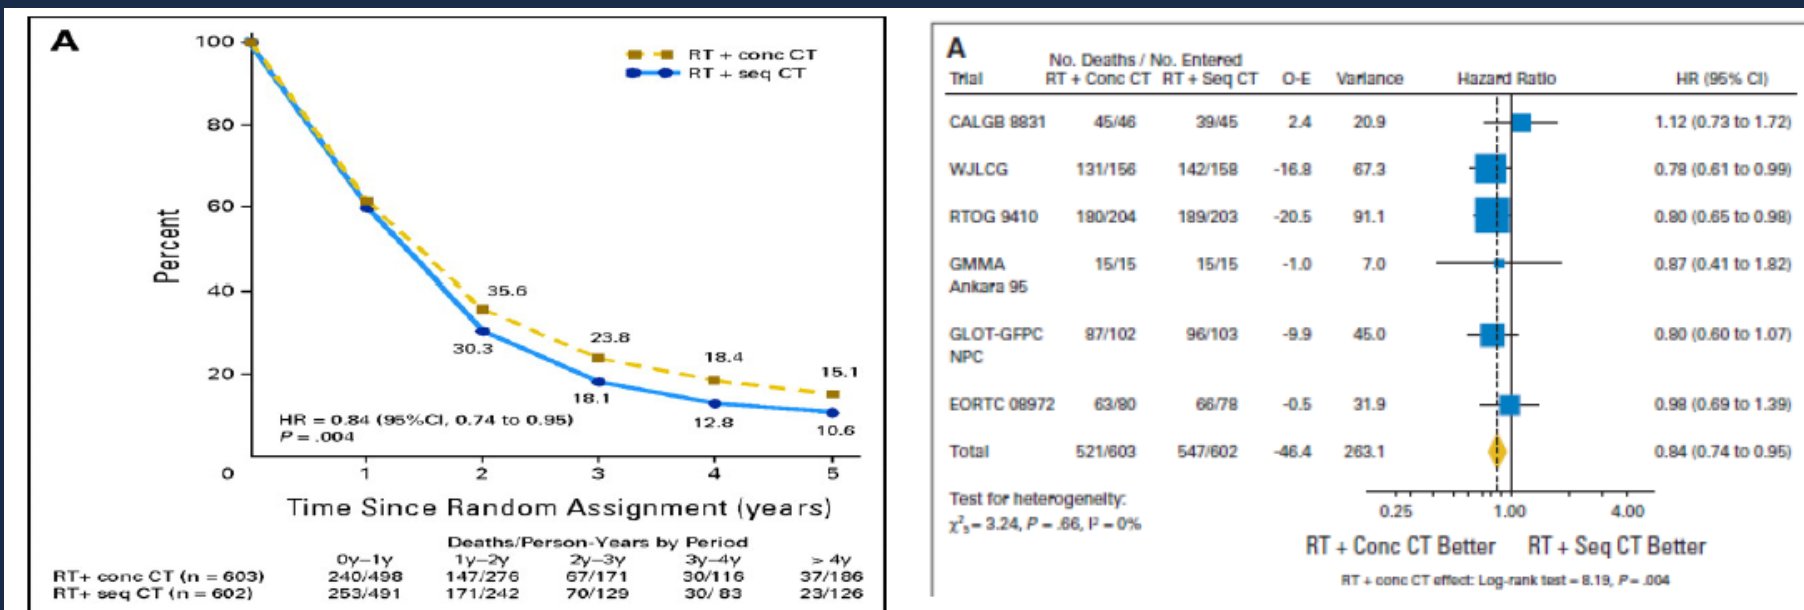 A
100
80
60
40
20
0
Percent
RT + conc CT
RT + seq CT
35.6
30.3
23.8
18.1
18.4
12.8
15.1
10.6
HR = 0.84 (95%CI, 0.74 to 0.95)
P = .004
1 2 3 4 5
Time Since Random Assignment (years)
Deaths/Person-Years by Period
0y–1y 1y–2y 2y–3y 3y–4y > 4y
RT+ conc CT (n = 603) 240/498 147/276 67/171 30/116 37/186
RT+ seq CT (n = 602) 253/491 171/242 70/129 30/ 83 23/126
A
No. Deaths / No. Entered
Trial RT + Conc CT RT + Seq CT O-E Variance Hazard Ratio HR (95% CI)
CALGB 8831 45/46 39/45 2.4 20.9 1.12 (0.73 to 1.72)
WJLCG 131/156 142/158 -16.8 67.3 0.78 (0.61 to 0.99)
RTOG 9410 180/204 189/203 -20.5 91.1 0.80 (0.65 to 0.98)
GMMA 15/15 15/15 -1.0 7.0 0.87 (0.41 to 1.82)
Ankara 95
GLOT-GFPC 87/102 96/103 -9.9 45.0 0.80 (0.60 to 1.07)
NPC
EORTC 08972 63/80 66/78 -0.5 31.9 0.98 (0.69 to 1.39)
Total 521/603 547/602 -46.4 263.1 0.84 (0.74 to 0.95)
Test for heterogeneity:
χ²₅ = 3.24, P = .66, I² = 0%
0.25 1.00 4.00
RT + Conc CT Better RT + Seq CT Better
RT + conc CT effect: Log-rank test = 8.19, P = .004